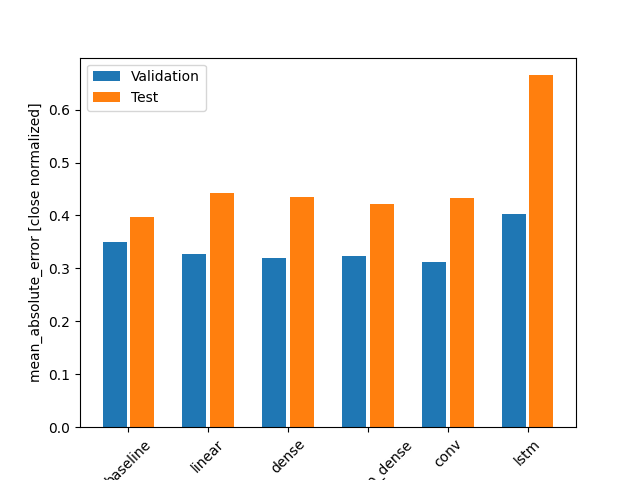 Validation
Test
mean_absolute_error [close normalized]
0.6
0.5
0.4
0.3
0.2
0.1
0.0
baseline
linear
dense
_dense
conv
lstm